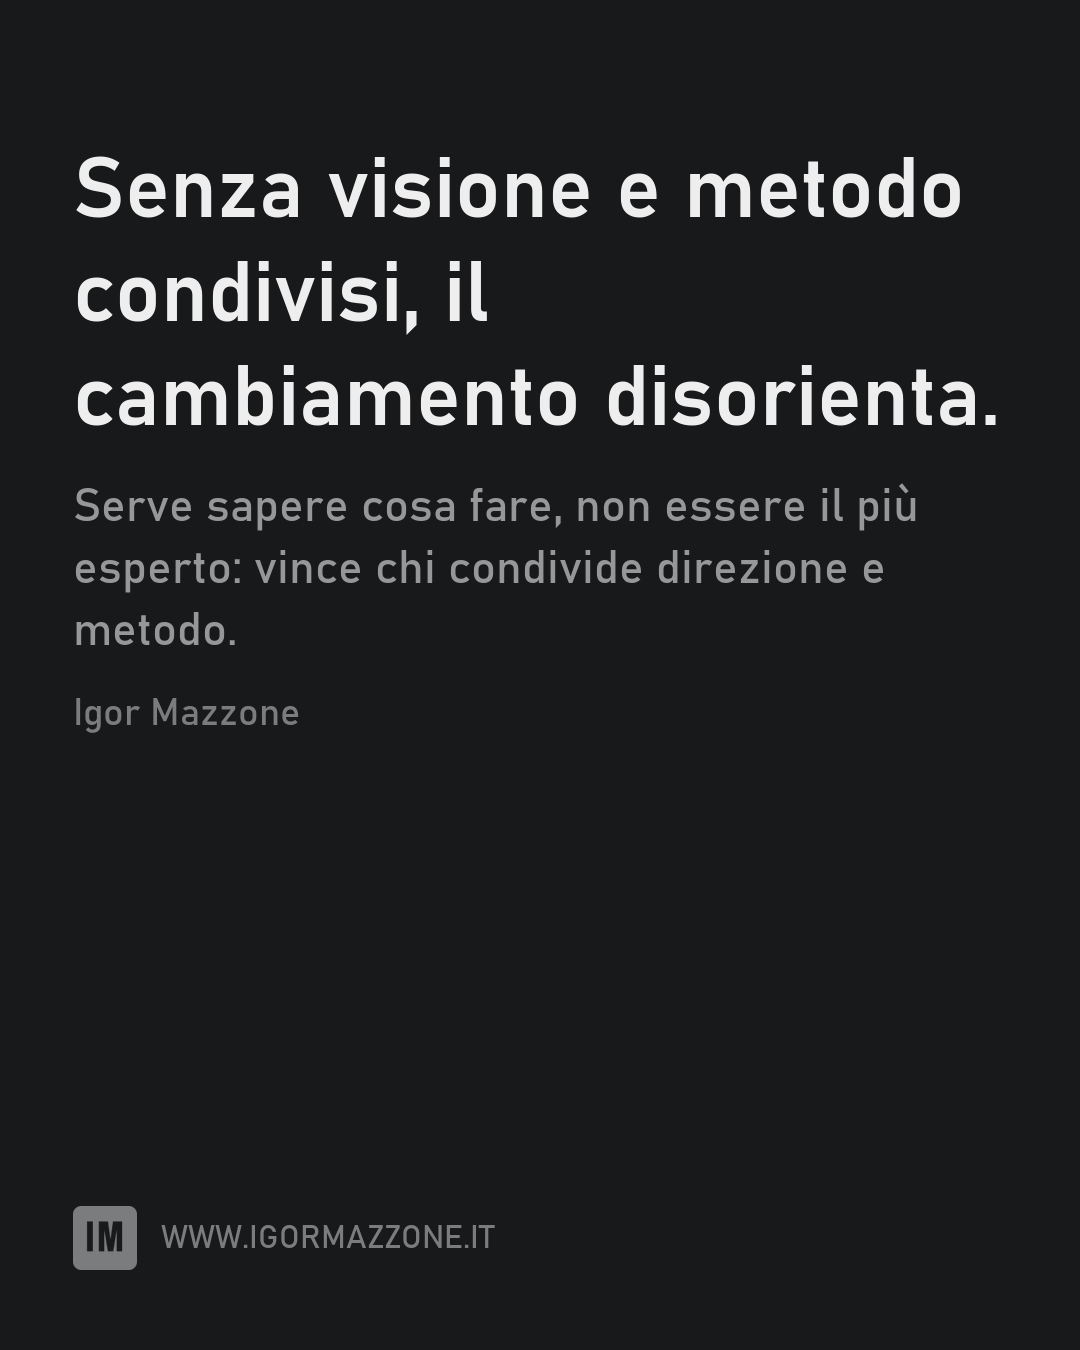 Senza visione e metodo
condivisi, il
cambiamento disorienta.
Serve sapere cosa fare, non essere il più
esperto: vince chi condivide direzione e
metodo.
Igor Mazzone
IM WWW.IGORMAZZONE.IT